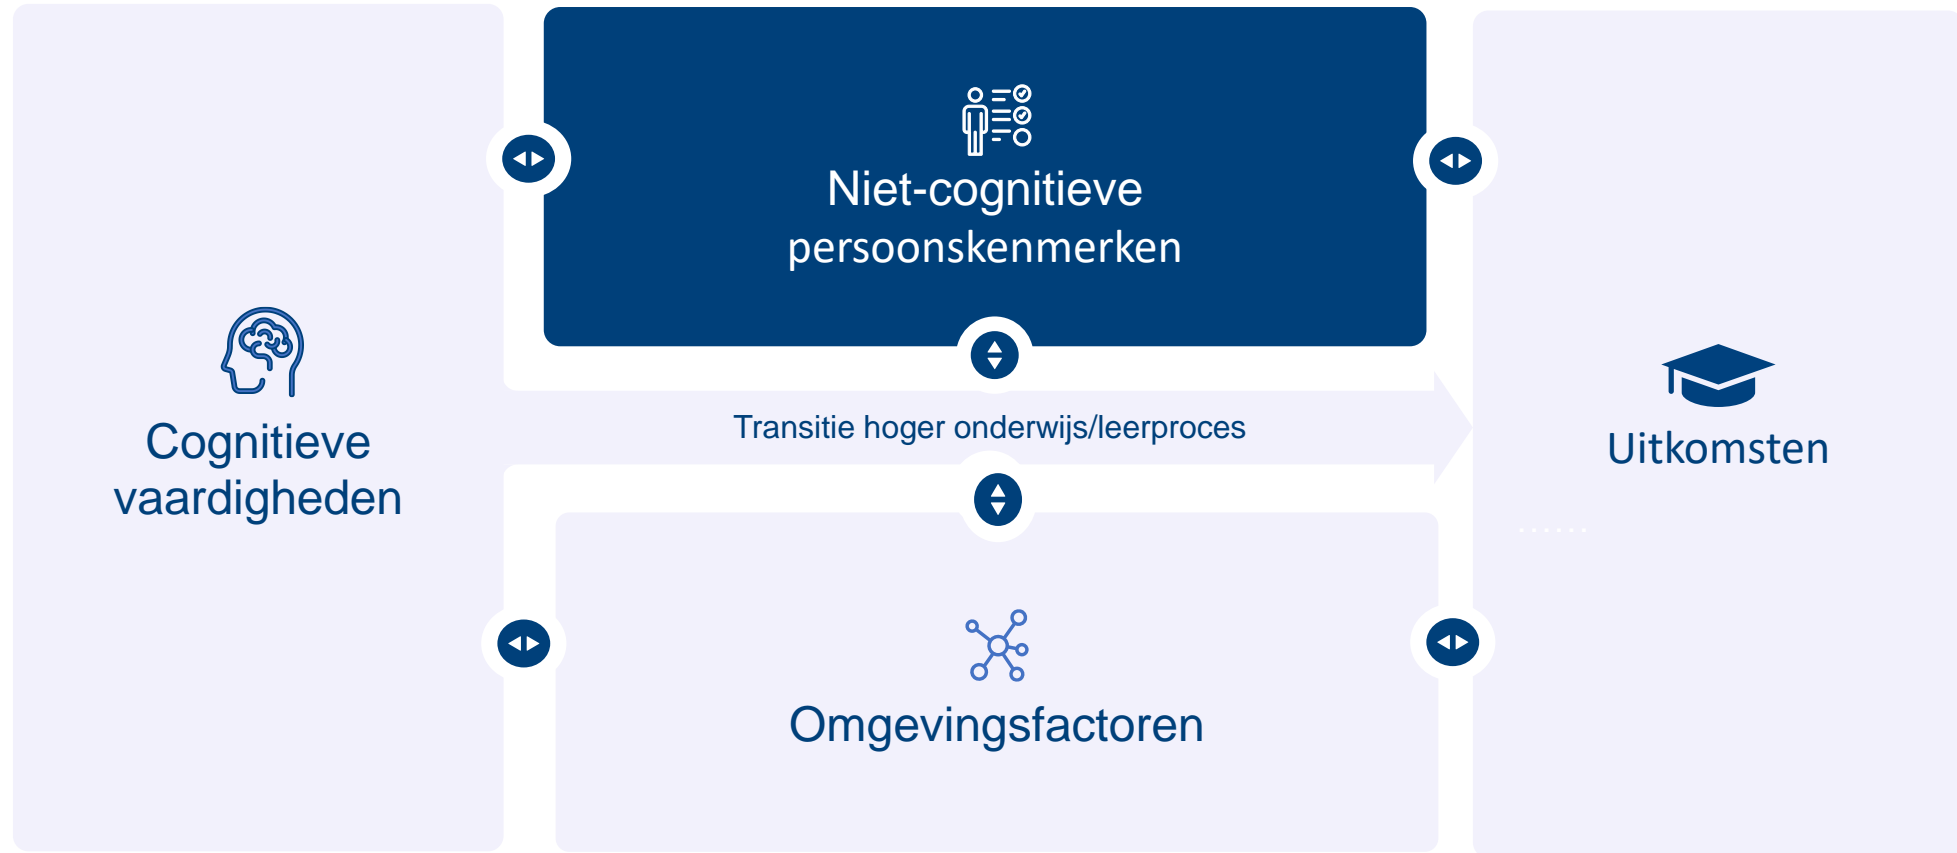 Niet-cognitieve
persoonskenmerken
Cognitieve
vaardigheden
Transitie hoger onderwijs/leerproces
Uitkomsten
......
Omgevingsfactoren